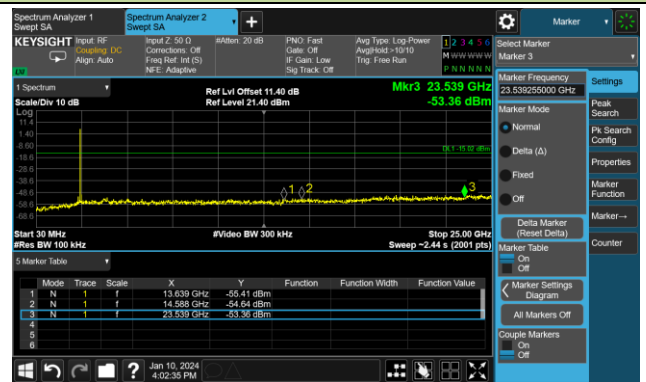 Spectrum Analyzer 1
Swept SA
Spectrum Analyzer 2
Swept SA
Marker
KEYSIGHT
Input: RF
Coupling: DC
Align: Auto
Input Z: 50 Ω
Corrections: Off
Freq Ref: Int (S)
NFE: Adaptive
#Atten: 20 dB
PNO: Fast
Gate: Off
IF Gain: Low
Sig Track: Off
Avg Type: Log-Power
Avg|Hold:>10/10
Trig: Free Run
1 2 3 4 5 6
M W W W W W
P N N N N N
Select Marker
Marker 3
1 Spectrum
Scale/Div 10 dB
Ref Lvl Offset 11.40 dB
Ref Level 21.40 dBm
Mkr3 23.539 GHz
-53.36 dBm
Log
11.4
1.40
-8.60
-18.6
-28.6
-38.6
-48.6
-58.6
-68.6
DL1 -15.02 dBm
1
2
3
Start 30 MHz
#Res BW 100 kHz
#Video BW 300 kHz
Stop 25.00 GHz
Sweep ~2.44 s (2001 pts)
Marker Frequency
23.539255000 GHz
Marker Mode
Normal
Delta (Δ)
Fixed
Off
Delta Marker
(Reset Delta)
Marker Table
On
Off
Marker Settings
Diagram
All Markers Off
Couple Markers
On
Off
Settings
Peak
Search
Pk Search
Config
Properties
Marker
Function
Marker→
Counter
5 Marker Table
Mode Trace Scale X Y Function Function Width Function Value
1 N 1 f 13.639 GHz -55.41 dBm
2 N 1 f 14.588 GHz -54.64 dBm
3 N 1 f 23.539 GHz -53.36 dBm
4
5
6
Jan 10, 2024
4:02:35 PM